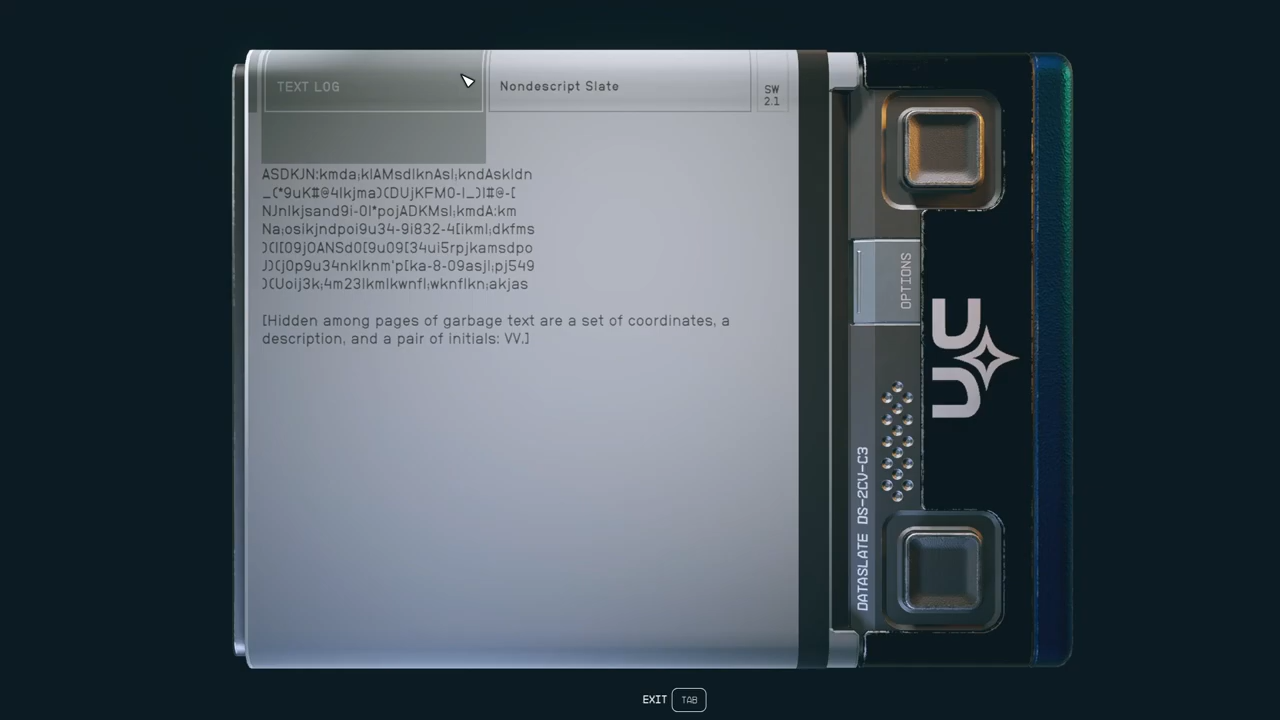 TEXT LOG
Nondescript Slate
SW
2.1
ASDKJN:kmda;klAMsdlknAsl;kndAskldn
_(*9uK#@4lkjma)(DUjKFM0-I_)I#@-[
NJnlkjsand9i-0I*pojADKMsl;kmdA:km
Na;osikjndpoi9u34-9i832-4[ikml;dkfms
)(I[09jOANSd0[9u09[34ui5rpjkamsdpo
J)(j0p9u34nklknm'p[ka-8-09asjl;pj549
)(Uoij3k;4m23lkmlkwnfl;wknflkn;akjas
[Hidden among pages of garbage text are a set of coordinates, a
description, and a pair of initials: VV.]
OPTIONS
UC
DATASLATE DS-2CV-C3
EXIT TAB